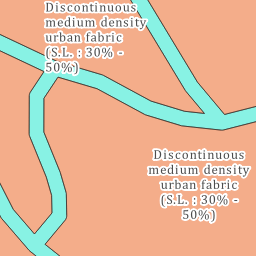 Discontinuous
medium density
urban fabric
(S.L. : 30% -
50%)
Discontinuous
medium density
urban fabric
(S.L. : 30% -
50%)